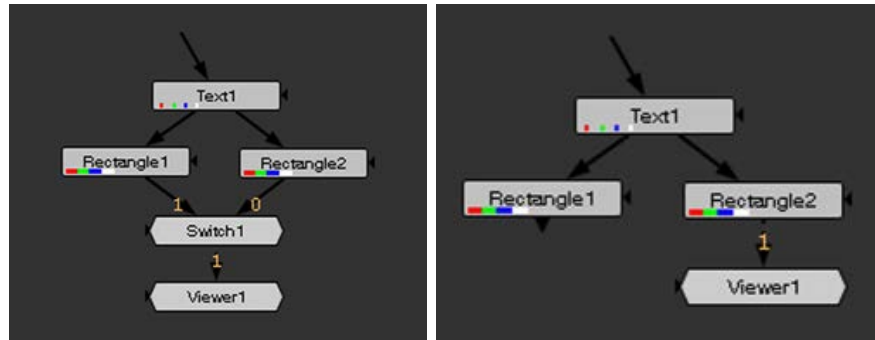 Text1
Rectangle1 Rectangle2
1 0
Switch1
1
Viewer1
Text1
Rectangle1 Rectangle2
1
Viewer1